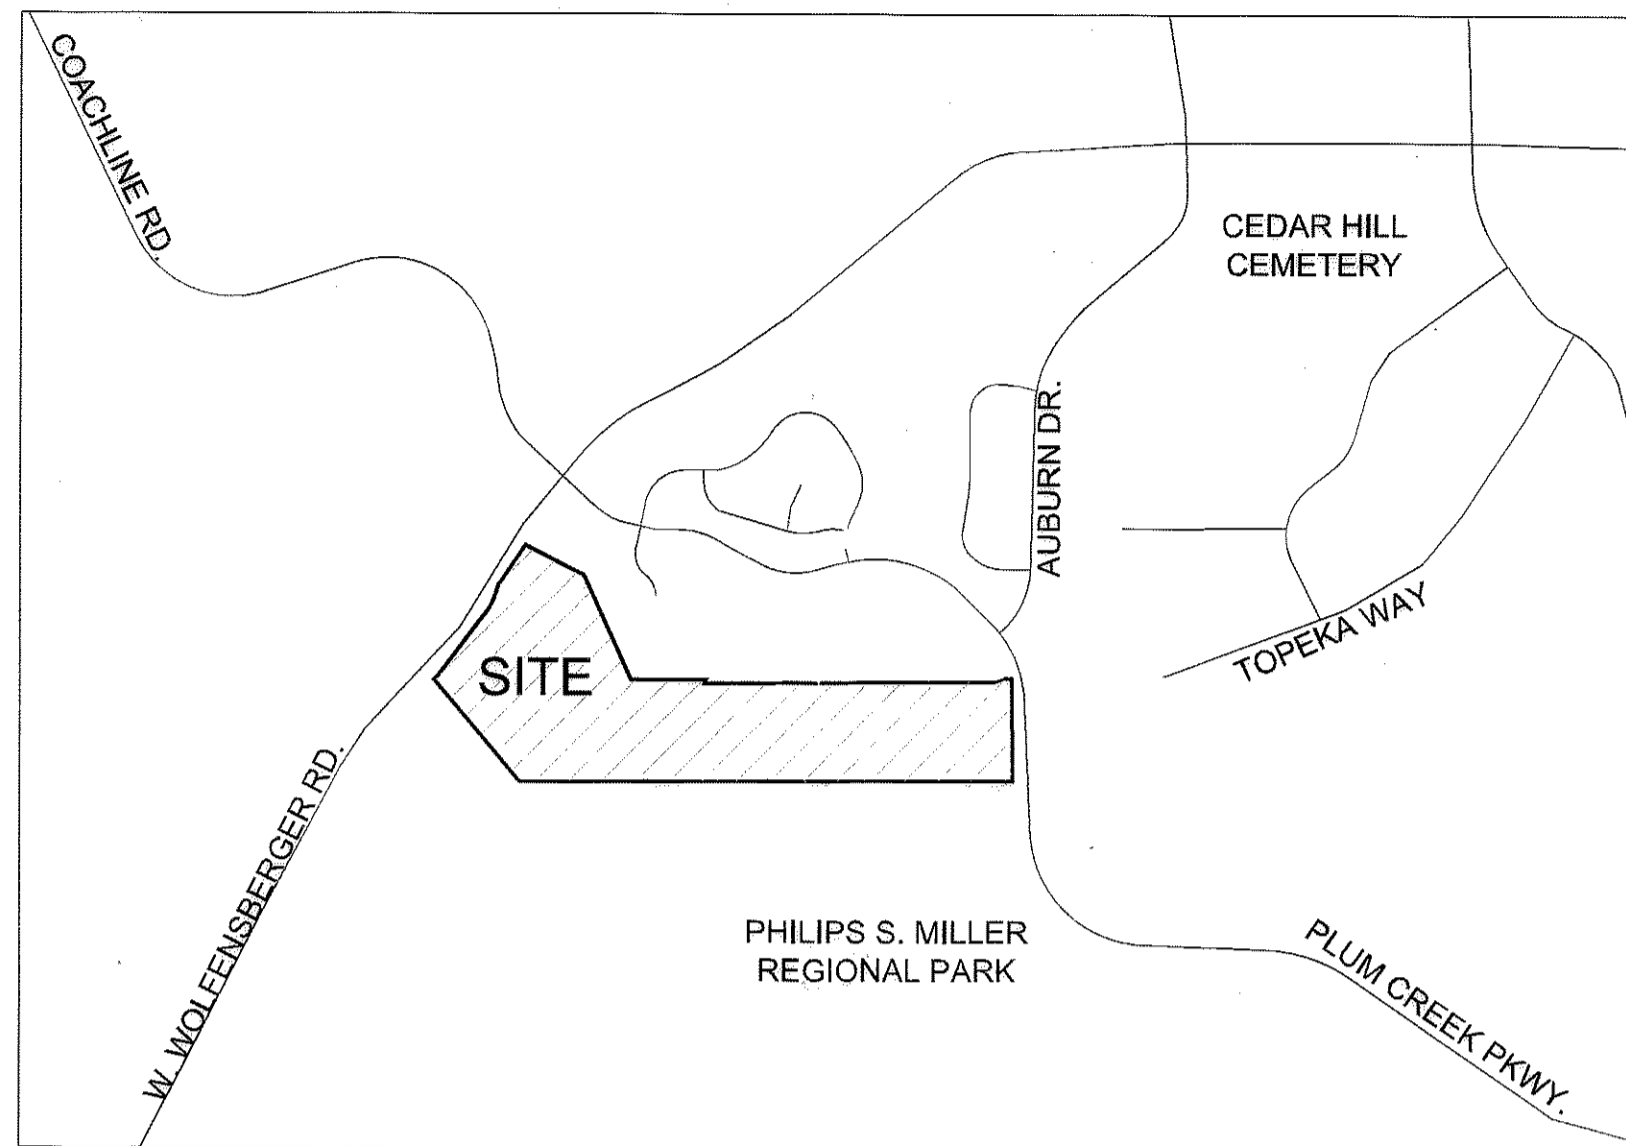 COACHLINE RD.
CEDAR HILL
CEMETERY
AUBURN DR.
TOPEKA WAY
SITE
W. WOLFENSBERGER RD.
PHILIPS S. MILLER
REGIONAL PARK
PLUM CREEK PKWY.